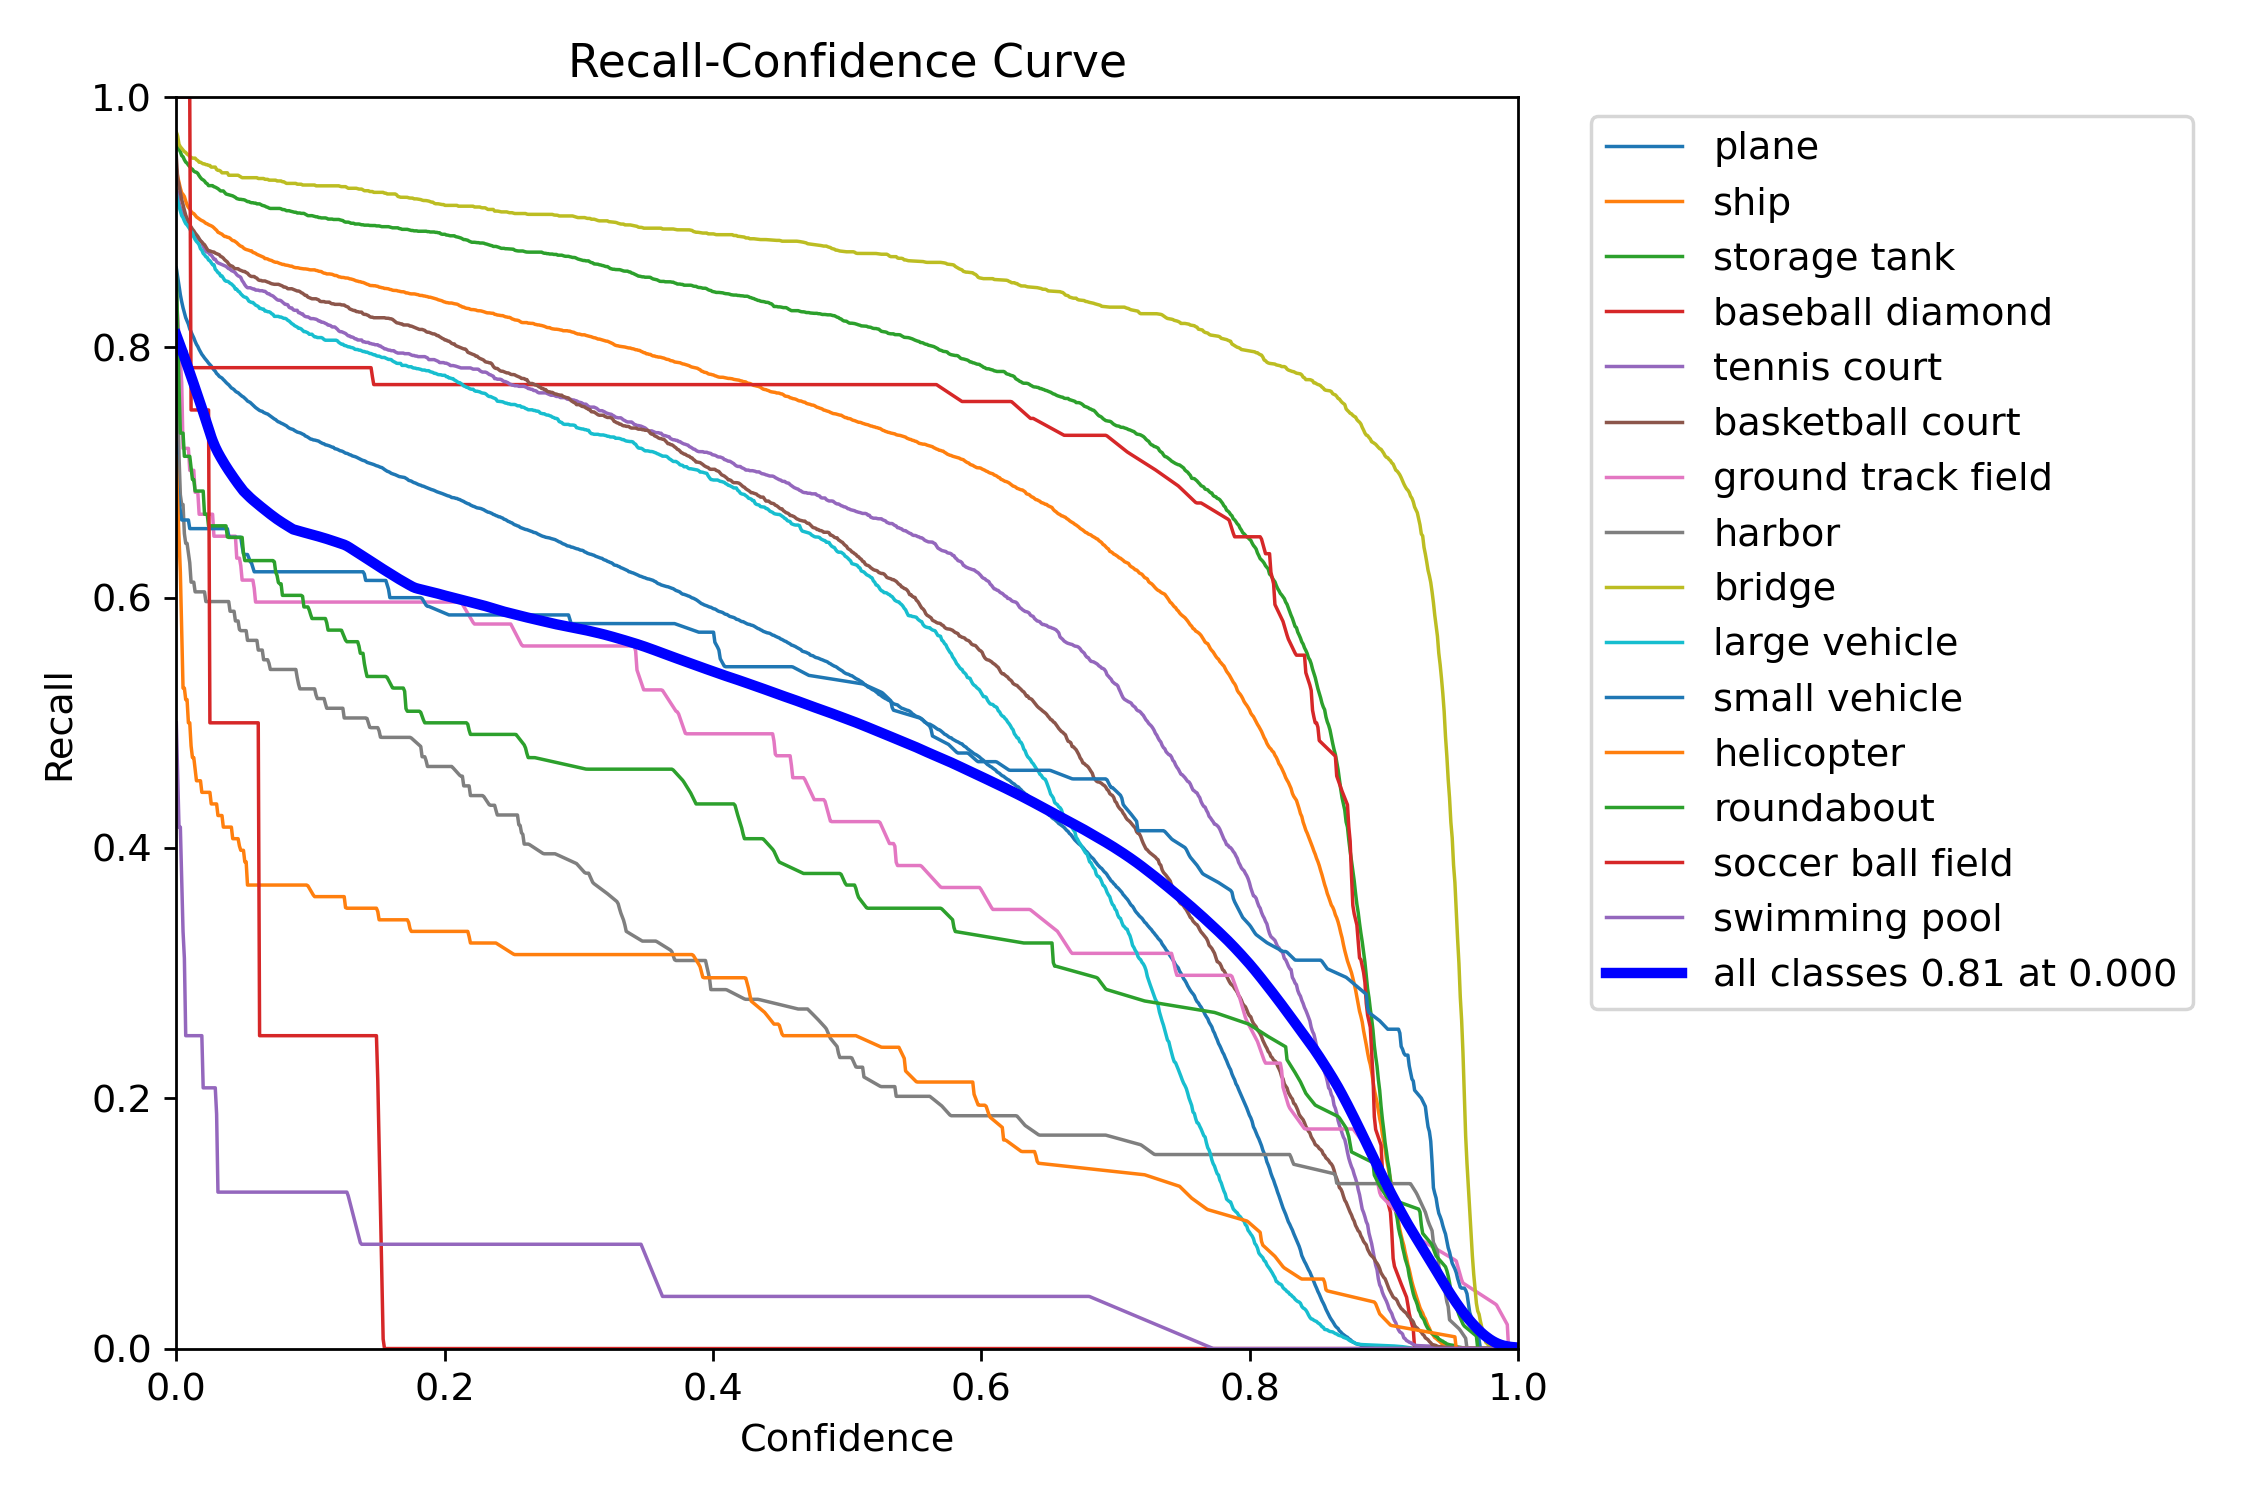 Recall-Confidence Curve
1.0
0.8
0.6
0.4
0.2
0.0
Recall
0.0 0.2 0.4 0.6 0.8 1.0
Confidence
plane
ship
storage tank
baseball diamond
tennis court
basketball court
ground track field
harbor
bridge
large vehicle
small vehicle
helicopter
roundabout
soccer ball field
swimming pool
all classes 0.81 at 0.000